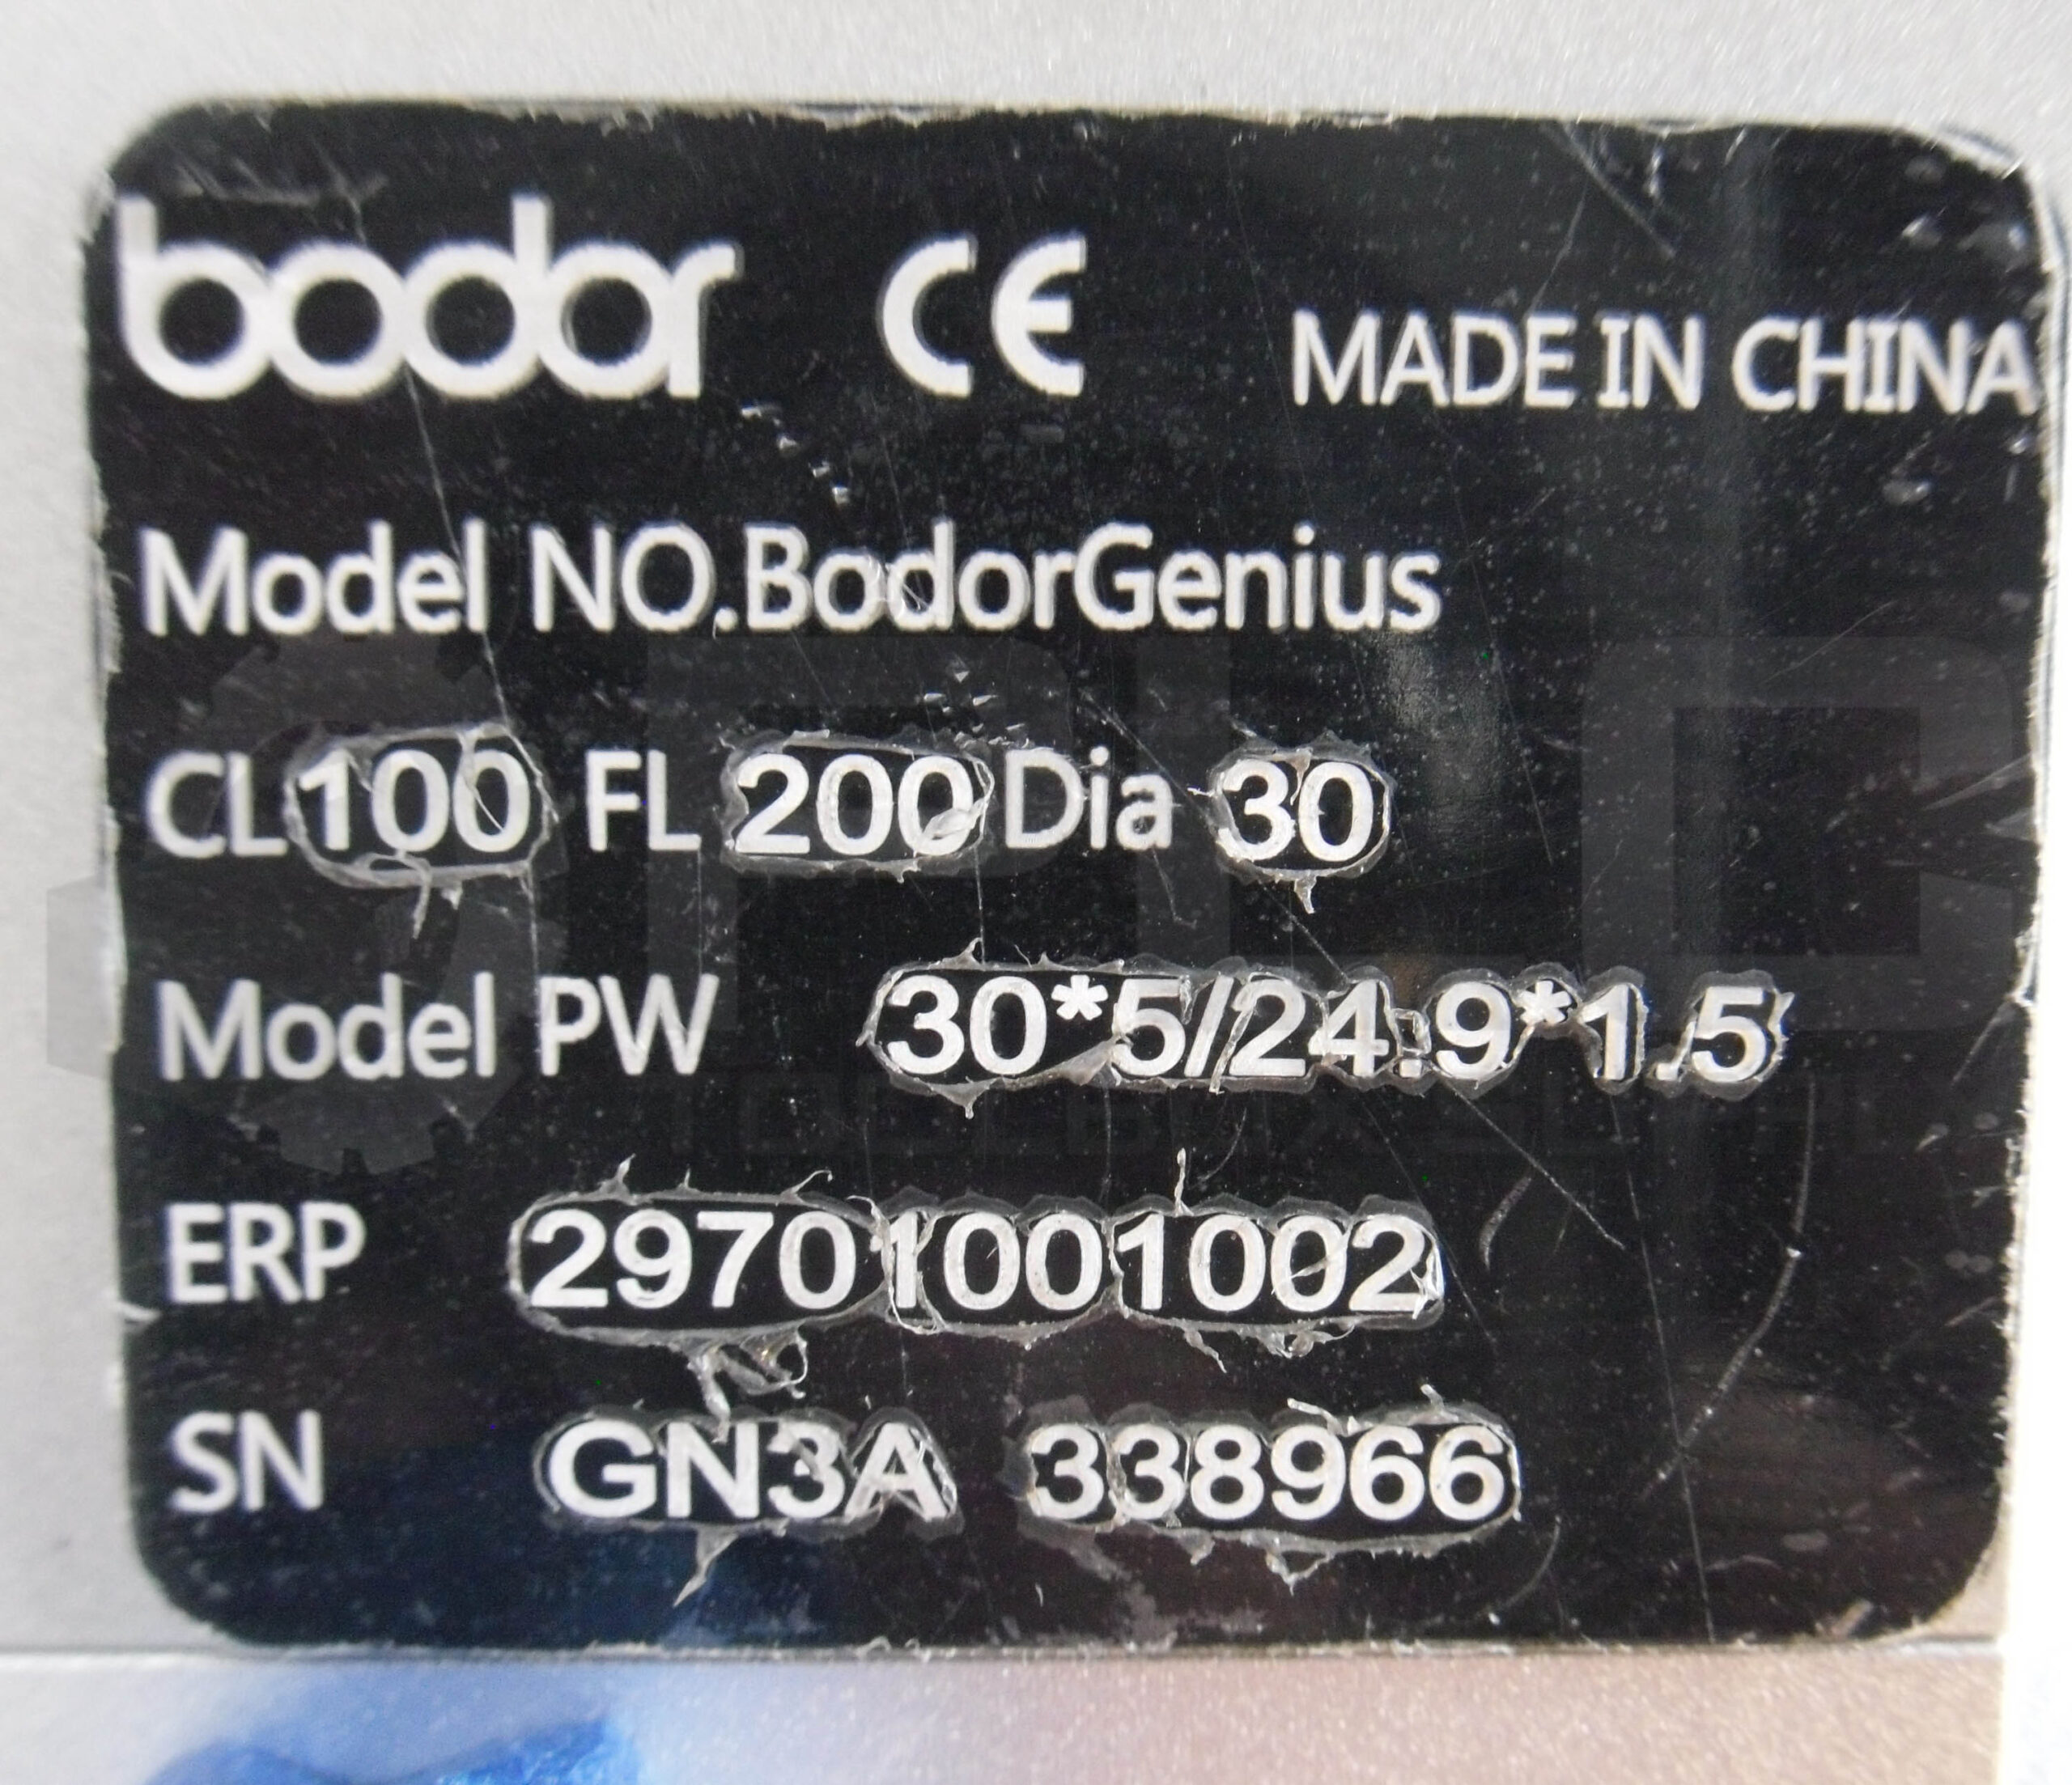 bodor CE MADE IN CHINA
Model NO.BodorGenius
CL 100 FL 200 Dia 30
Model PW 30*5/24.9*1.5
ERP 29701001002
SN GN3A 338966